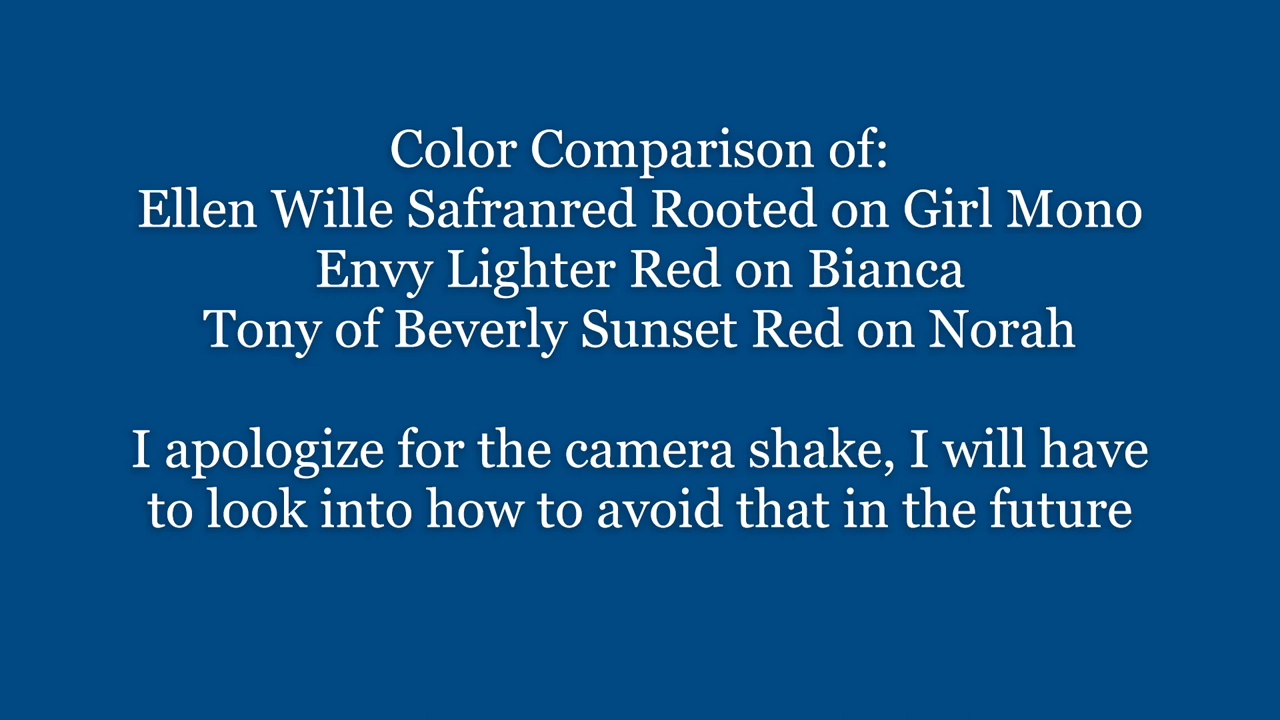 Color Comparison of:
Ellen Wille Safranred Rooted on Girl Mono
Envy Lighter Red on Bianca
Tony of Beverly Sunset Red on Norah
I apologize for the camera shake, I will have
to look into how to avoid that in the future